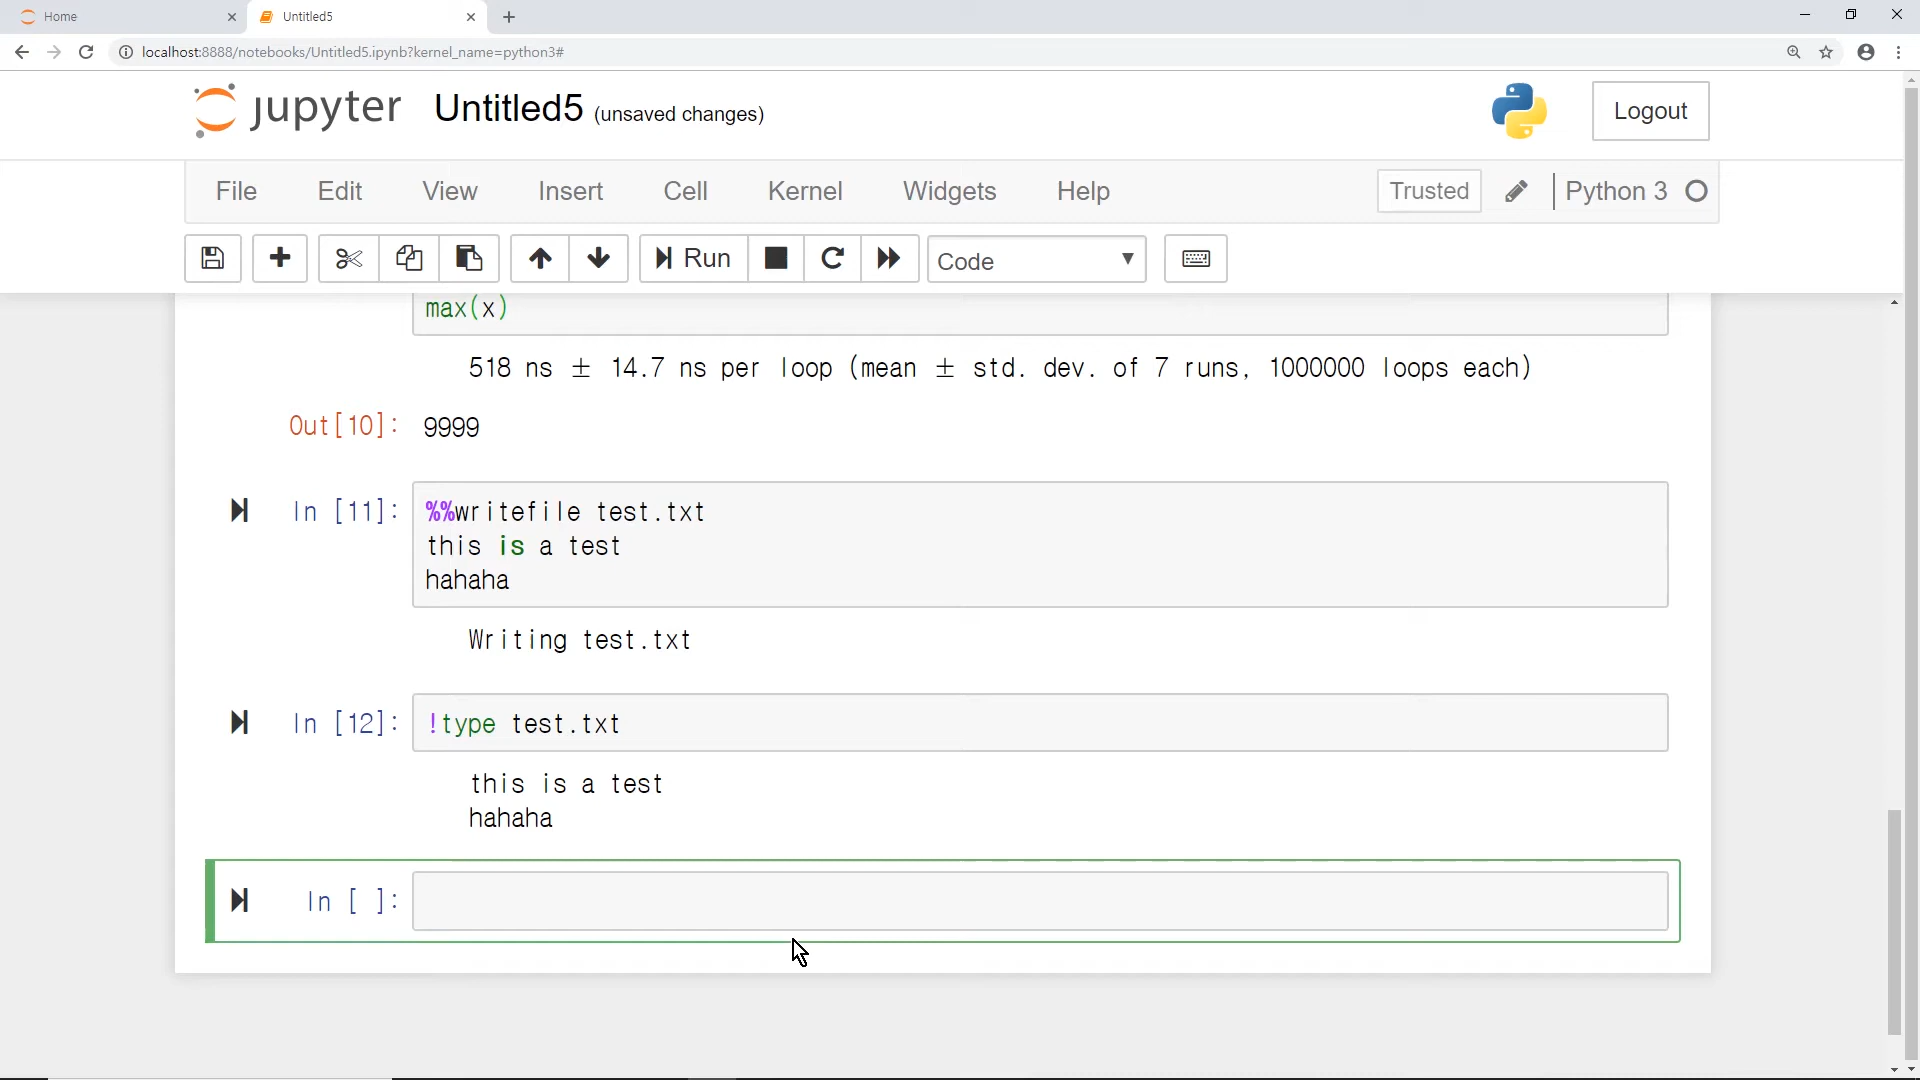 Home
Untitled5
localhost:8888/notebooks/Untitled5.ipynb?kernel_name=python3#
jupyter Untitled5 (unsaved changes)
Logout
File Edit View Insert Cell Kernel Widgets Help Trusted Python 3
Run Code
max(x)
518 ns ± 14.7 ns per loop (mean ± std. dev. of 7 runs, 1000000 loops each)
Out[10]: 9999
In [11]: %%writefile test.txt
this is a test
hahaha
Writing test.txt
In [12]: !type test.txt
this is a test
hahaha
In [ ]: